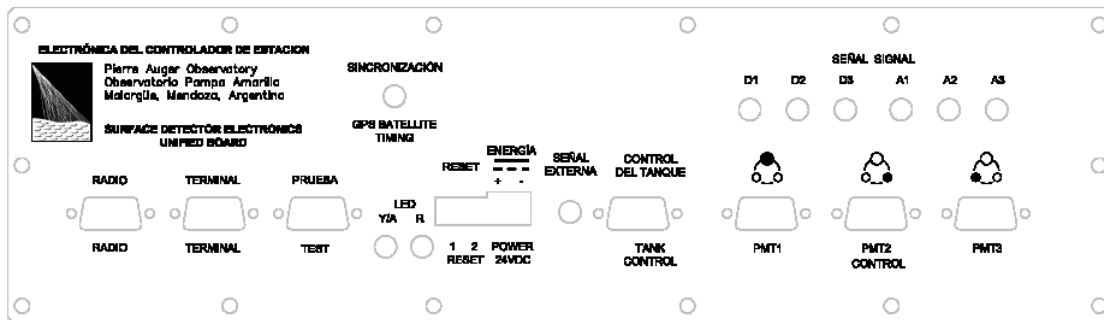 ELECTRÓNICA DEL CONTROLADOR DE ESTACION
Pierre Auger Observatory
Observatorio Pampa Amarilla
Malargüe, Mendoza, Argentina
SURFACE DETECTOR ELECTRONICS
UNIFIED BOARD
SINCRONIZACIÓN
GPS SATELLITE
TIMING
SEÑAL SIGNAL
D1 D2 D3 A1 A2 A3
RADIO TERMINAL PRUEBA
RADIO TERMINAL TEST
LED
Y/A R
RESET
ENERGÍA
+ -
1 2 POWER
RESET 24VDC
SEÑAL
EXTERNA
CONTROL
DEL TANQUE
TANK
CONTROL
PMT1 PMT2 PMT3
CONTROL